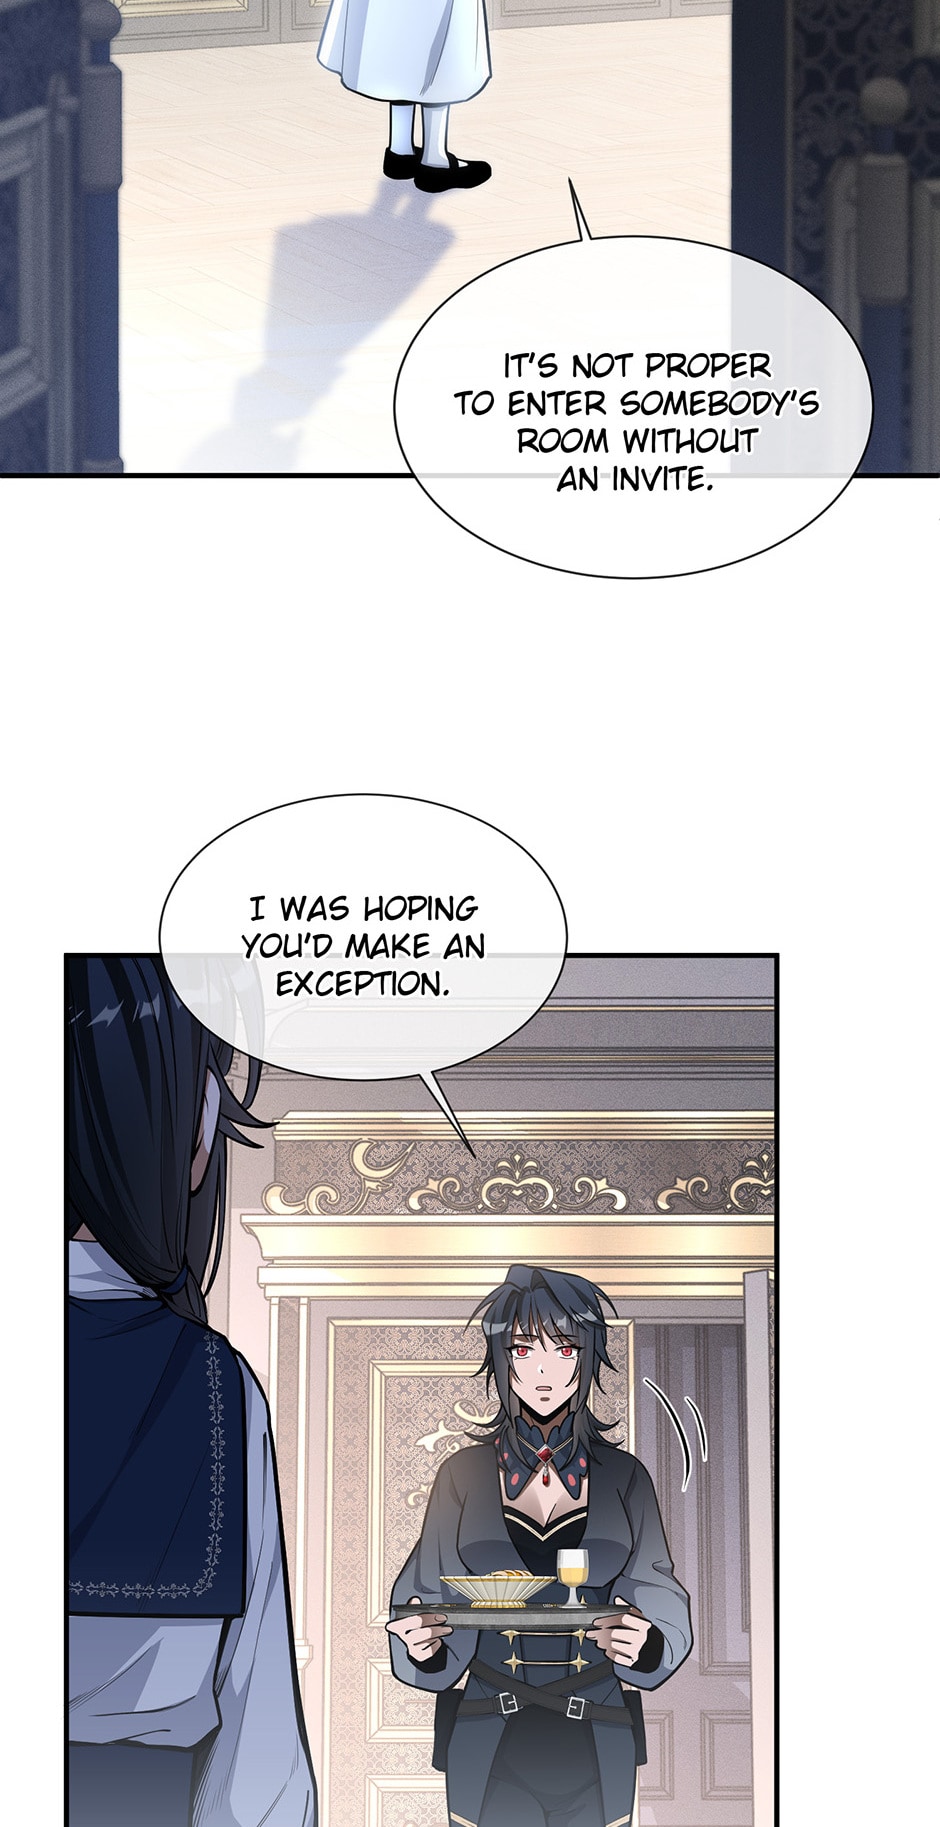 IT'S NOT PROPER
TO ENTER SOMEBODY'S
ROOM WITHOUT
AN INVITE.
I WAS HOPING
YOU'D MAKE AN
EXCEPTION.